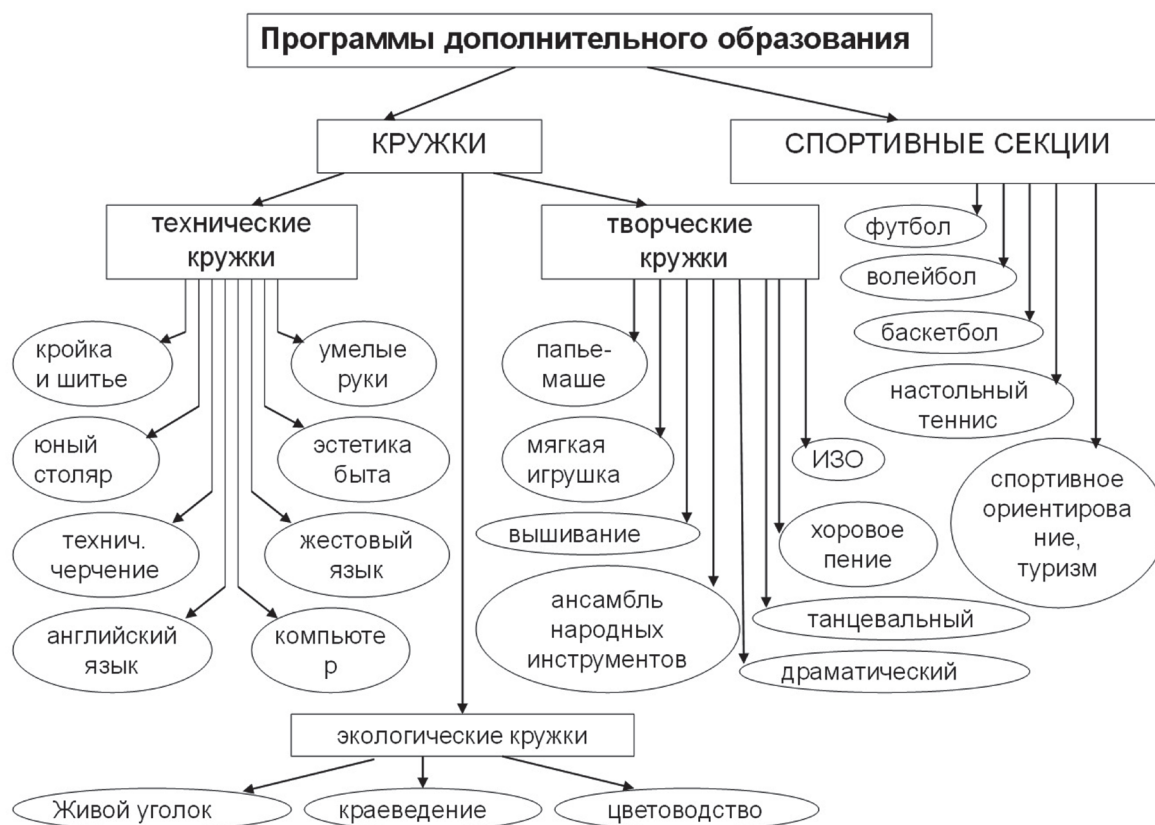 Программы дополнительного образования
КРУЖКИ
СПОРТИВНЫЕ СЕКЦИИ
технические
кружки
творческие
кружки
футбол
волейбол
баскетбол
настольный
теннис
спортивное
ориентирова
ние,
туризм
кройка
и шитье
умелые
руки
юный
столяр
эстетика
быта
технич.
черчение
жестовый
язык
английский
язык
компьюте
р
папье-
маше
мягкая
игрушка
вышивание
ансамбль
народных
инструментов
ИЗО
хоровое
пение
танцевальный
драматический
экологические кружки
Живой уголок
краеведение
цветоводство